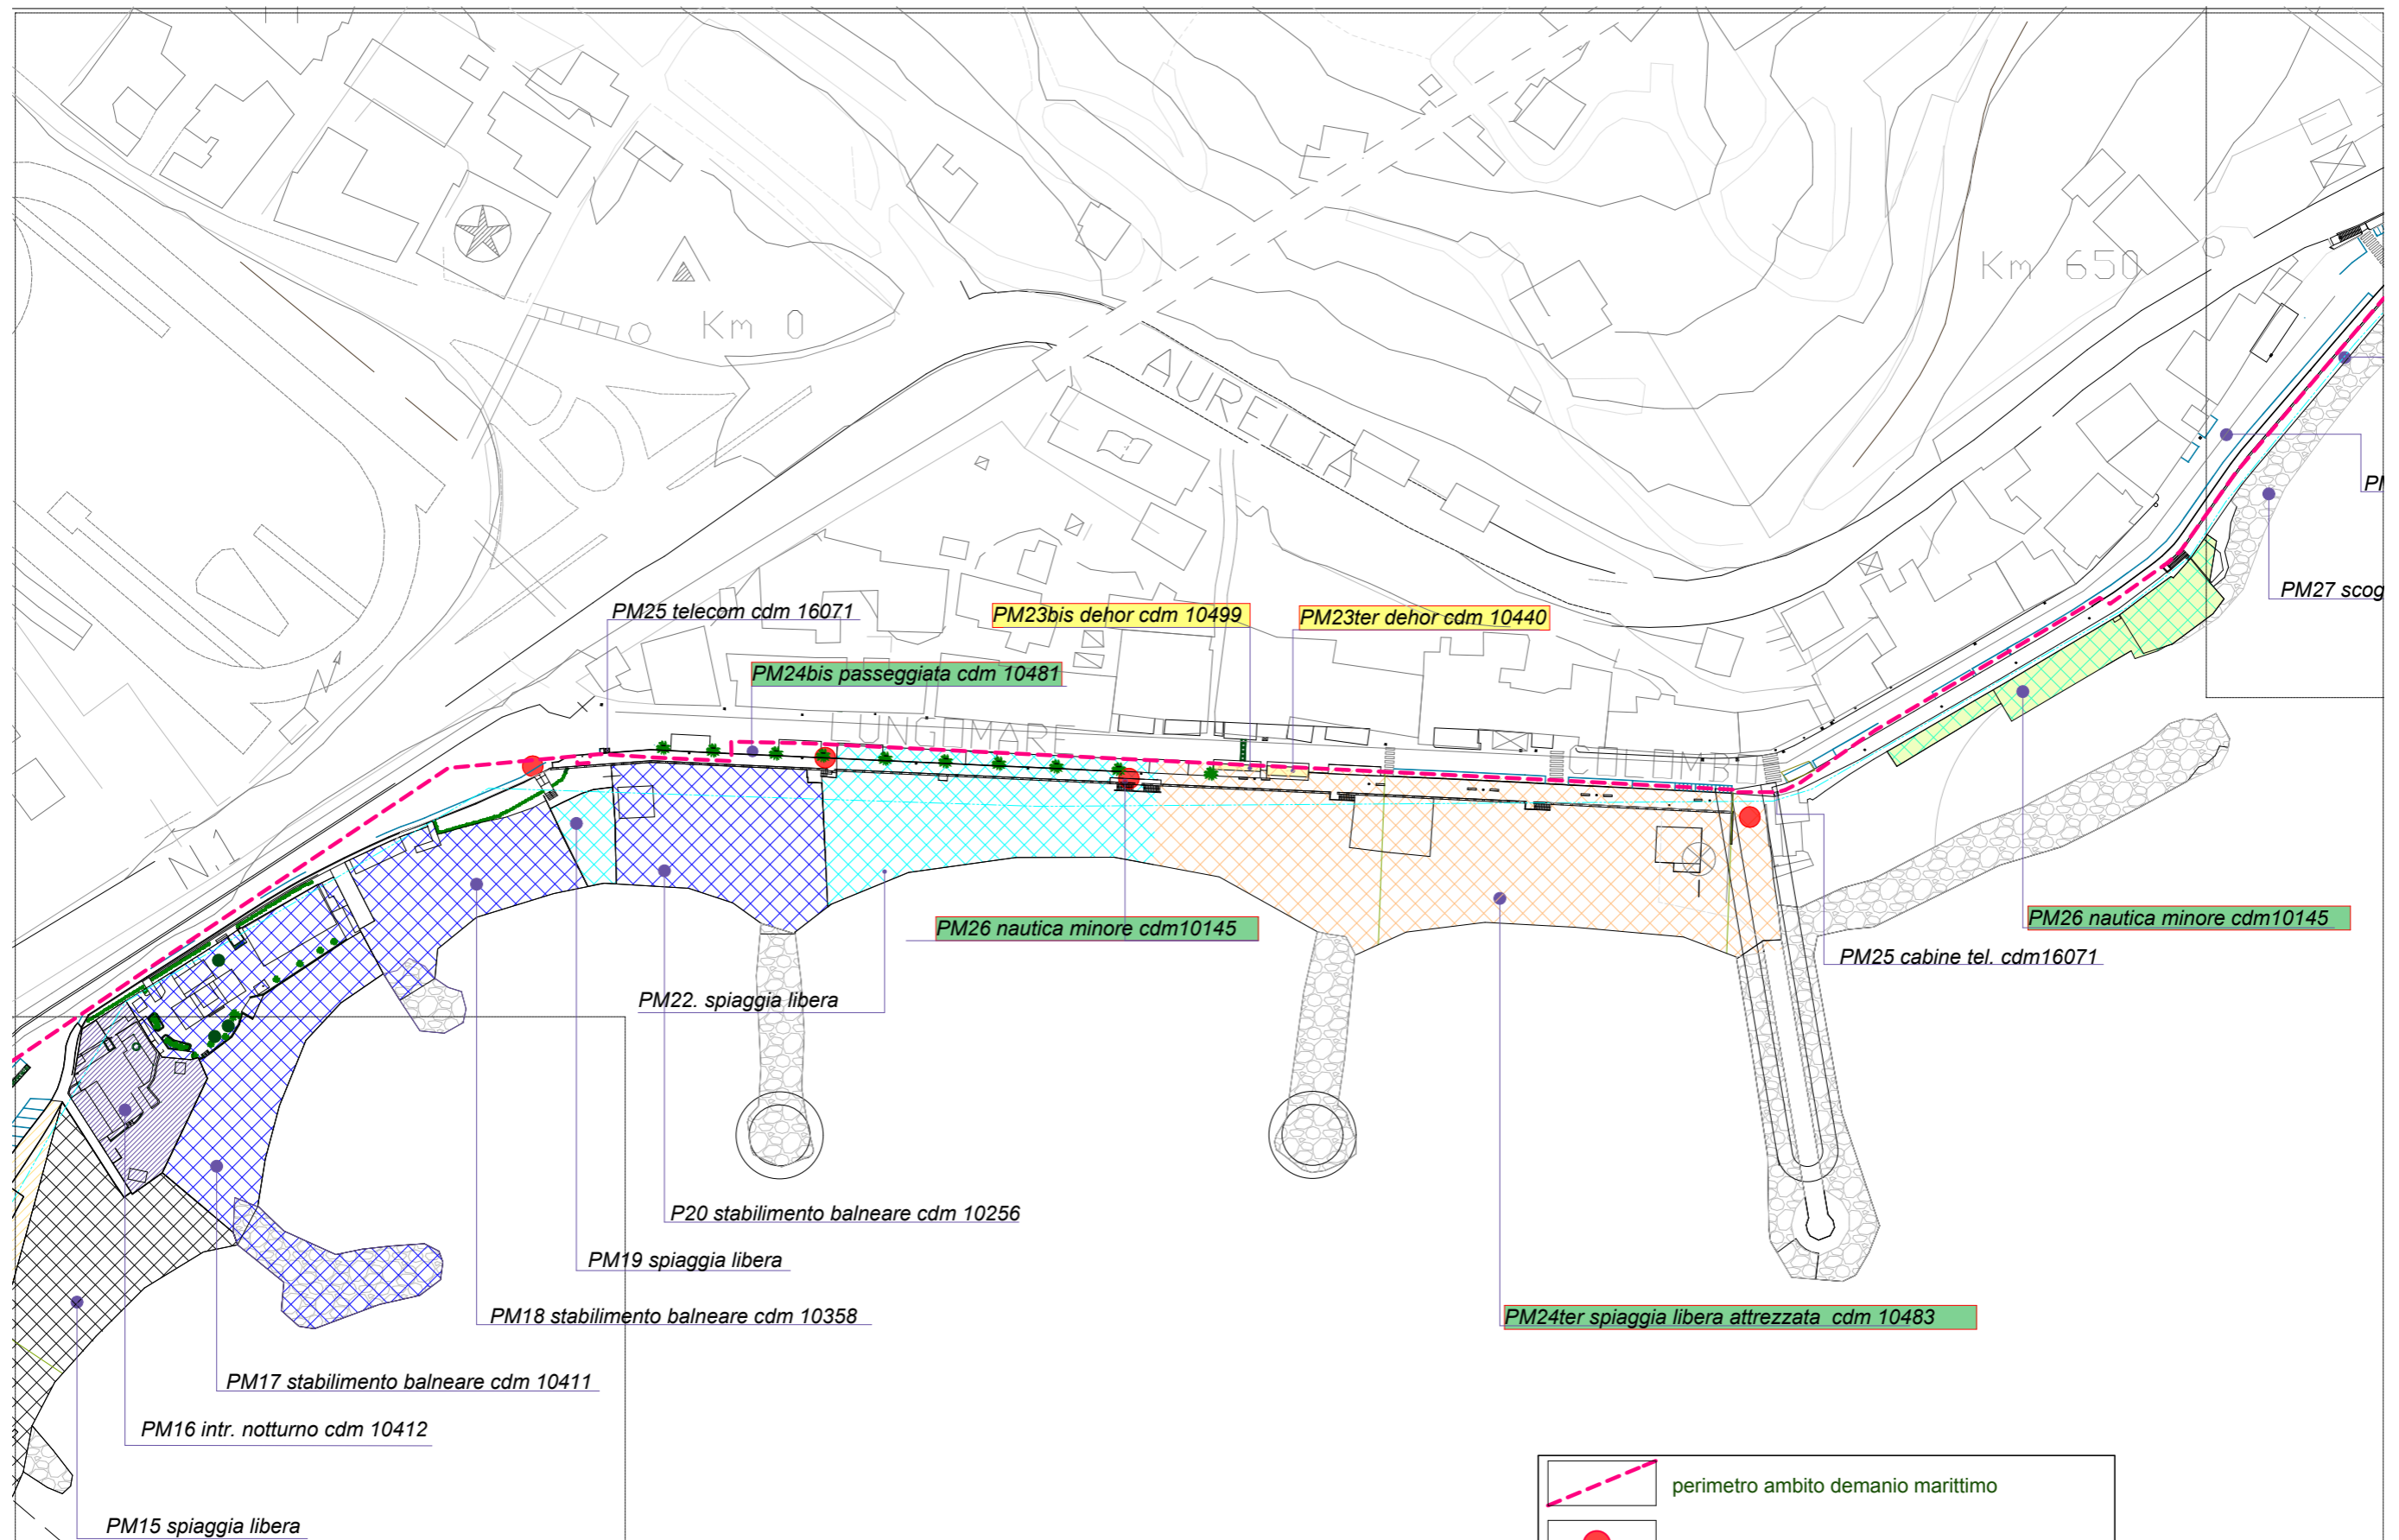 Km 0
Km 650
AURELIA
PM25 telecom cdm 16071
PM23bis dehor cdm 10499
PM23ter dehor cdm 10440
PM24bis passeggiata cdm 10481
LUNGOMARE
COLOMBO
N.1
PM27 scog
PM26 nautica minore cdm10145
PM26 nautica minore cdm10145
PM25 cabine tel. cdm16071
PM22. spiaggia libera
P20 stabilimento balneare cdm 10256
PM19 spiaggia libera
PM18 stabilimento balneare cdm 10358
PM24ter spiaggia libera attrezzata cdm 10483
PM17 stabilimento balneare cdm 10411
PM16 intr. notturno cdm 10412
PM15 spiaggia libera
perimetro ambito demanio marittimo